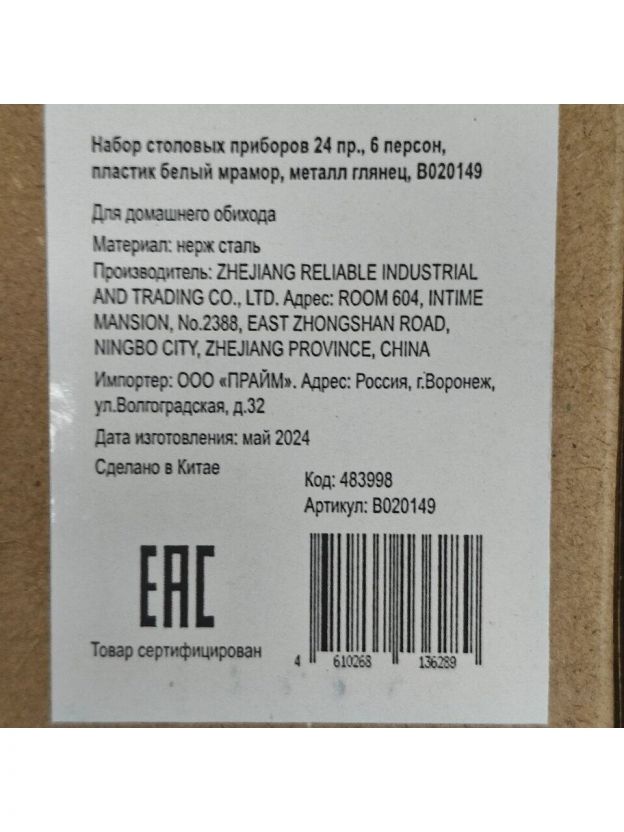 Набор столовых приборов 24 пр., 6 персон,
пластик белый мрамор, металл глянец, B020149
Для домашнего обихода
Материал: нерж сталь
Производитель: ZHEJIANG RELIABLE INDUSTRIAL
AND TRADING CO., LTD. Адрес: ROOM 604, INTIME
MANSION, No.2388, EAST ZHONGSHAN ROAD,
NINGBO CITY, ZHEJIANG PROVINCE, CHINA
Импортер: ООО «ПРАЙМ». Адрес: Россия, г.Воронеж,
ул.Волгоградская, д.32
Дата изготовления: май 2024
Сделано в Китае
Код: 483998
Артикул: B020149
EAC
Товар сертифицирован
4 610268 136289